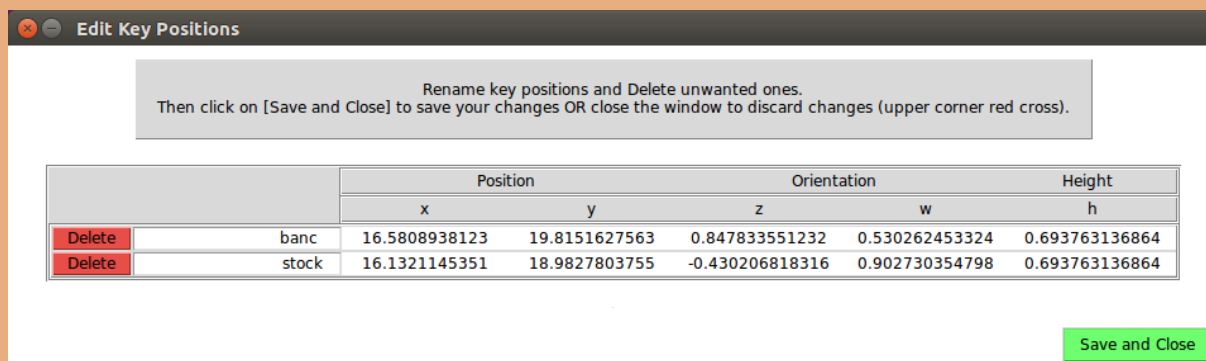 Edit Key Positions
Rename key positions and Delete unwanted ones.
Then click on [Save and Close] to save your changes OR close the window to discard changes (upper corner red cross).
Position Orientation Height
x y z w h
Delete banc 16.5808938123 19.8151627563 0.847833551232 0.530262453324 0.693763136864
Delete stock 16.1321145351 18.9827803755 -0.430206818316 0.902730354798 0.693763136864
Save and Close